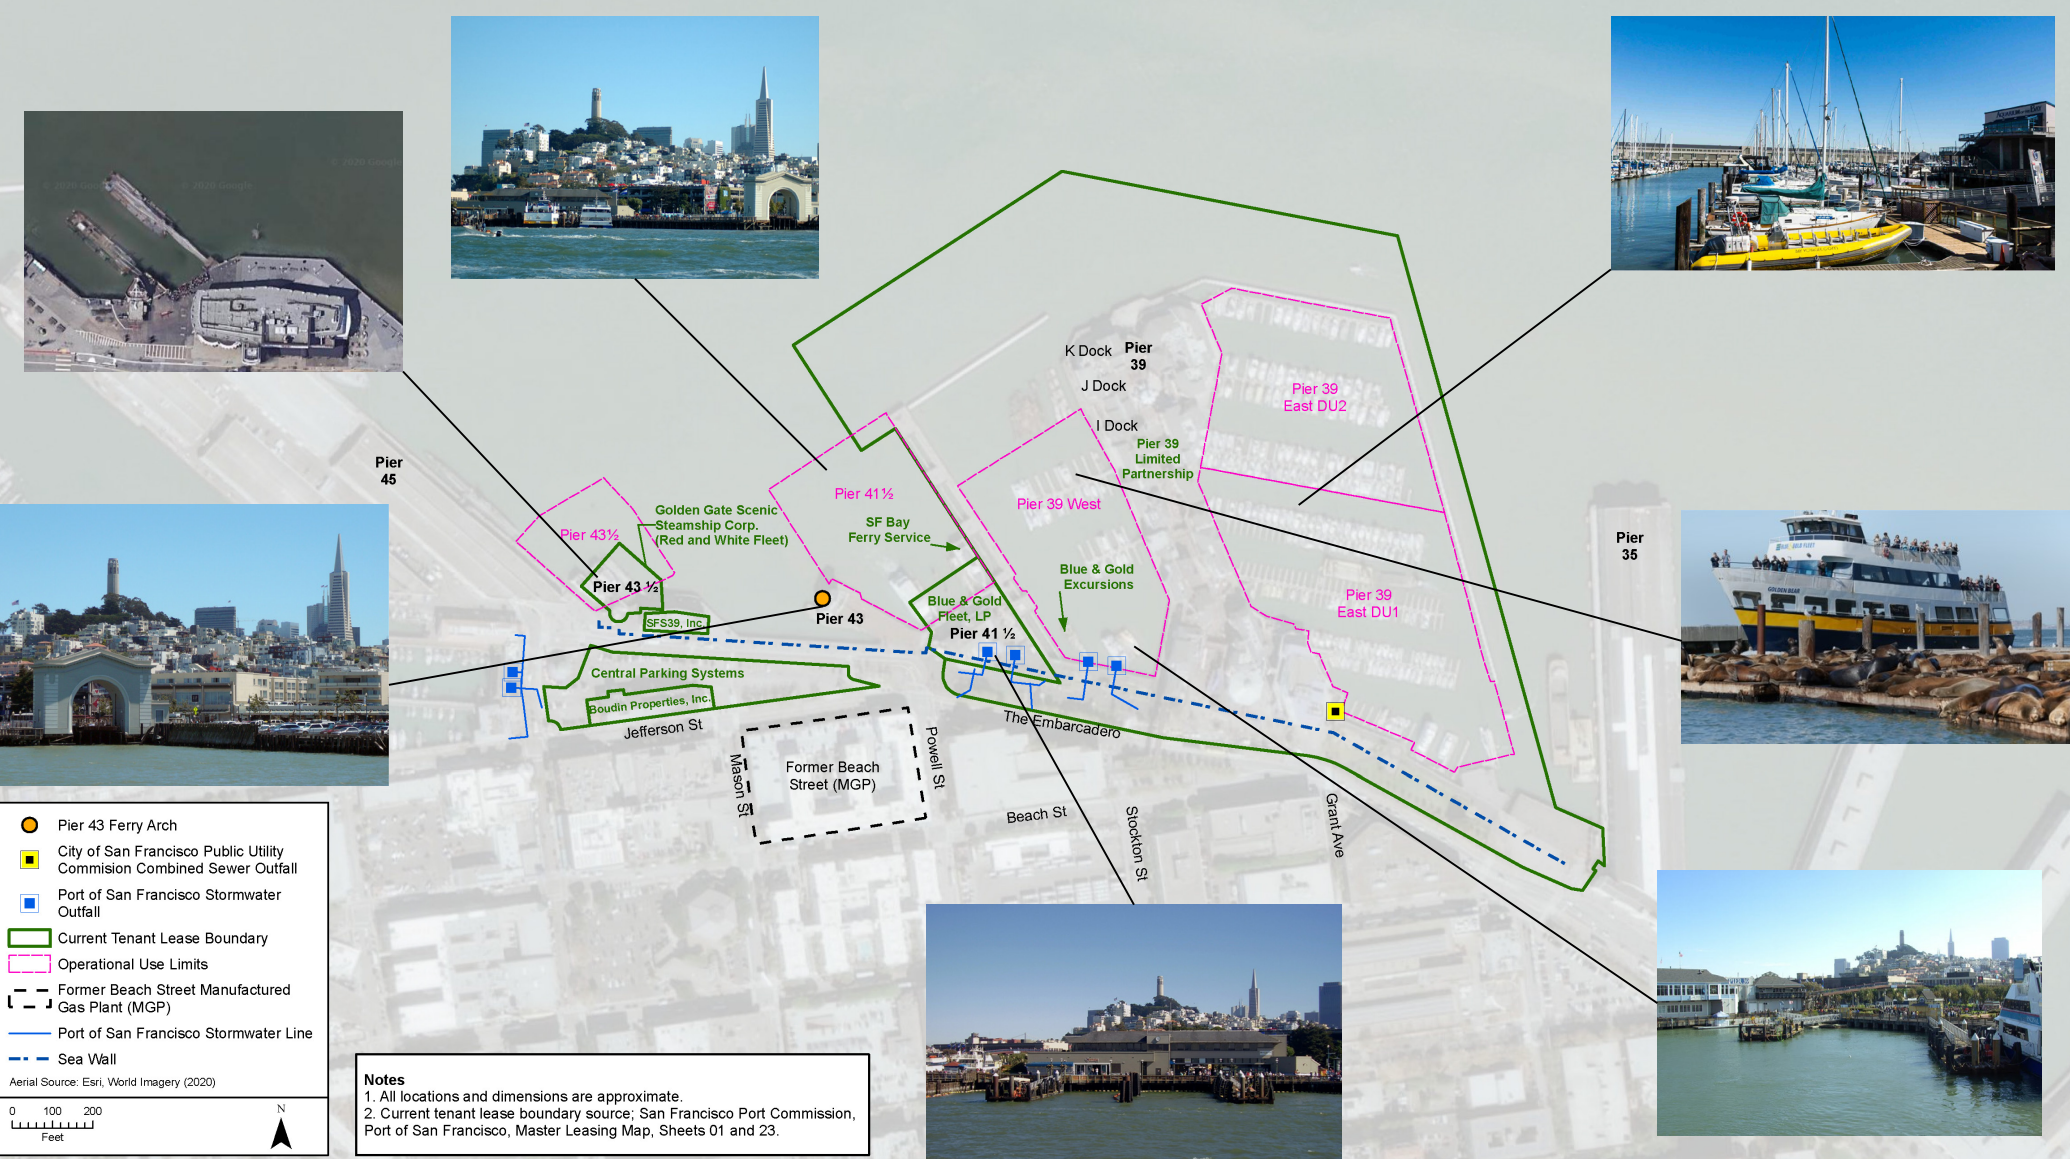 © 2020 Google
© 2020 Google
K Dock
Pier
39
J Dock
I Dock
Pier 39
Limited
Partnership
Pier 39
East DU2
Pier
45
Pier 41 ½
Pier 39 West
Golden Gate Scenic
Steamship Corp.
(Red and White Fleet)
SF Bay
Ferry Service
Pier 43½
Pier
35
Blue & Gold
Excursions
Pier 43 ½
Pier 39
East DU1
Blue & Gold
Fleet, LP
Pier 43
SFS39, Inc.
Pier 41 ½
GOLDEN BEAR
Central Parking Systems
Boudin Properties, Inc.
Jefferson St
The Embarcadero
Mason St
Powell St
Former Beach
Street (MGP)
Beach St
Stockton St
Grant Ave
Pier 43 Ferry Arch
City of San Francisco Public Utility
Commision Combined Sewer Outfall
Port of San Francisco Stormwater
Outfall
Current Tenant Lease Boundary
Operational Use Limits
Former Beach Street Manufactured
Gas Plant (MGP)
Port of San Francisco Stormwater Line
Sea Wall
Aerial Source: Esri, World Imagery (2020)
0 100 200
Feet
N
Notes
1. All locations and dimensions are approximate.
2. Current tenant lease boundary source; San Francisco Port Commission,
Port of San Francisco, Master Leasing Map, Sheets 01 and 23.